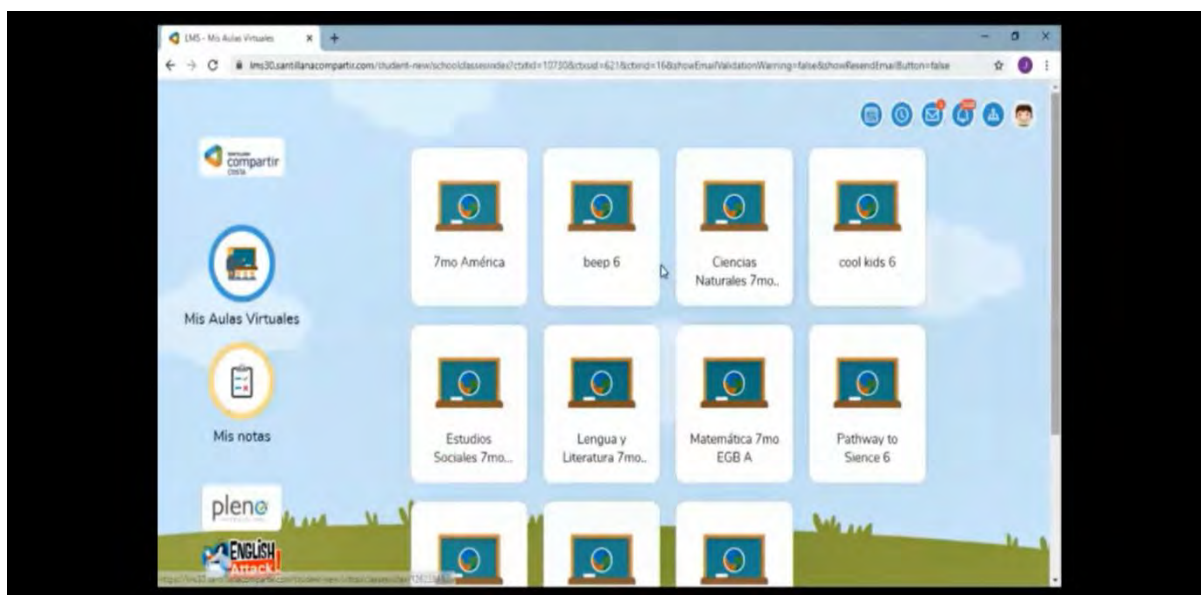 LMS - Mis Aulas Virtuales
compartir
COSTA
Mis Aulas Virtuales
Mis notas
pleno
ENGLISH
Attack!
7mo América
beep 6
Ciencias
Naturales 7mo..
cool kids 6
Estudios
Sociales 7mo...
Lengua y
Literatura 7mo..
Matemática 7mo
EGB A
Pathway to
Sience 6